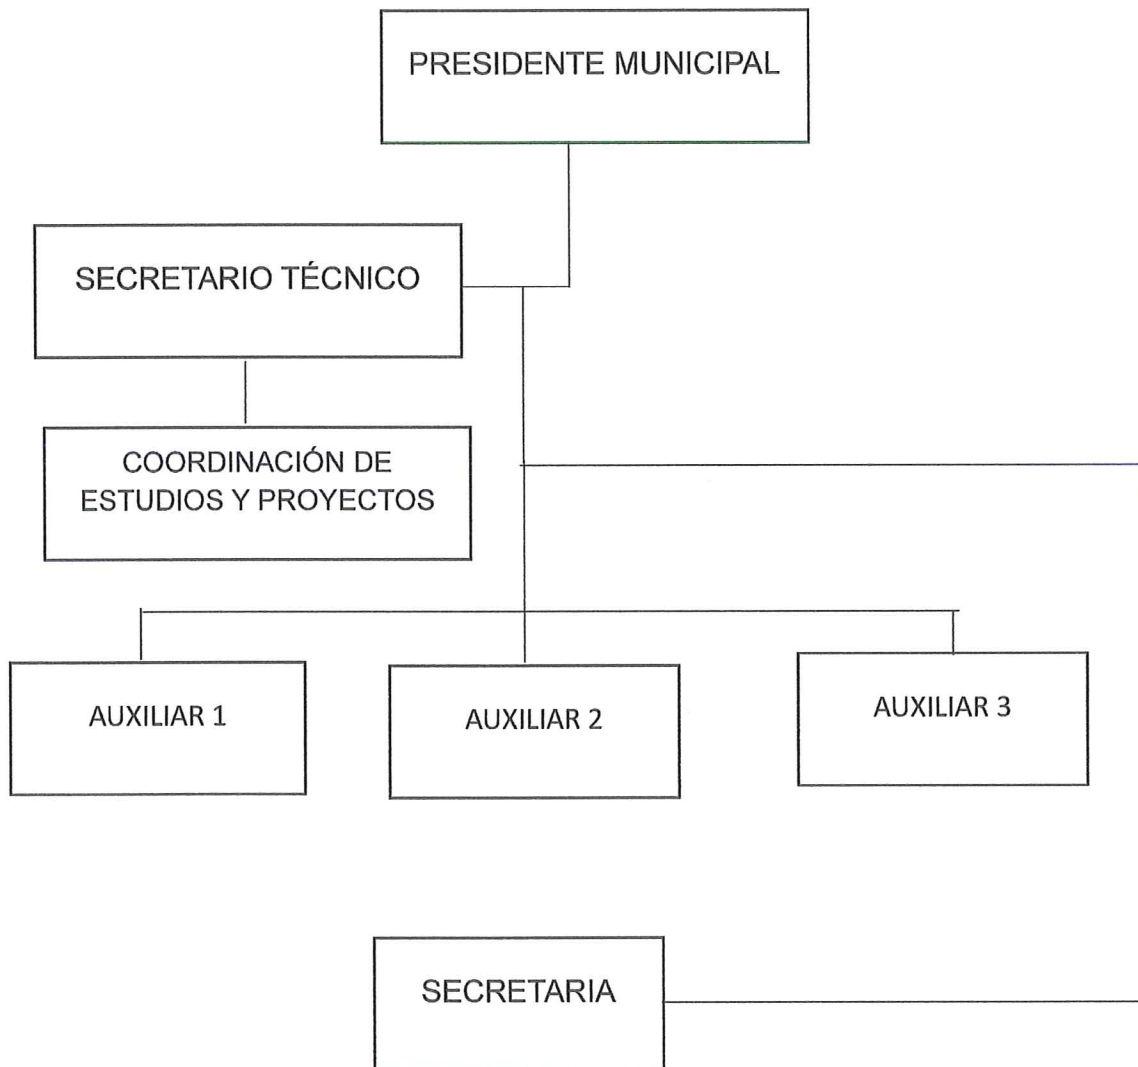 PRESIDENTE MUNICIPAL
SECRETARIO TÉCNICO
COORDINACIÓN DE
ESTUDIOS Y PROYECTOS
AUXILIAR 1
AUXILIAR 2
AUXILIAR 3
SECRETARIA